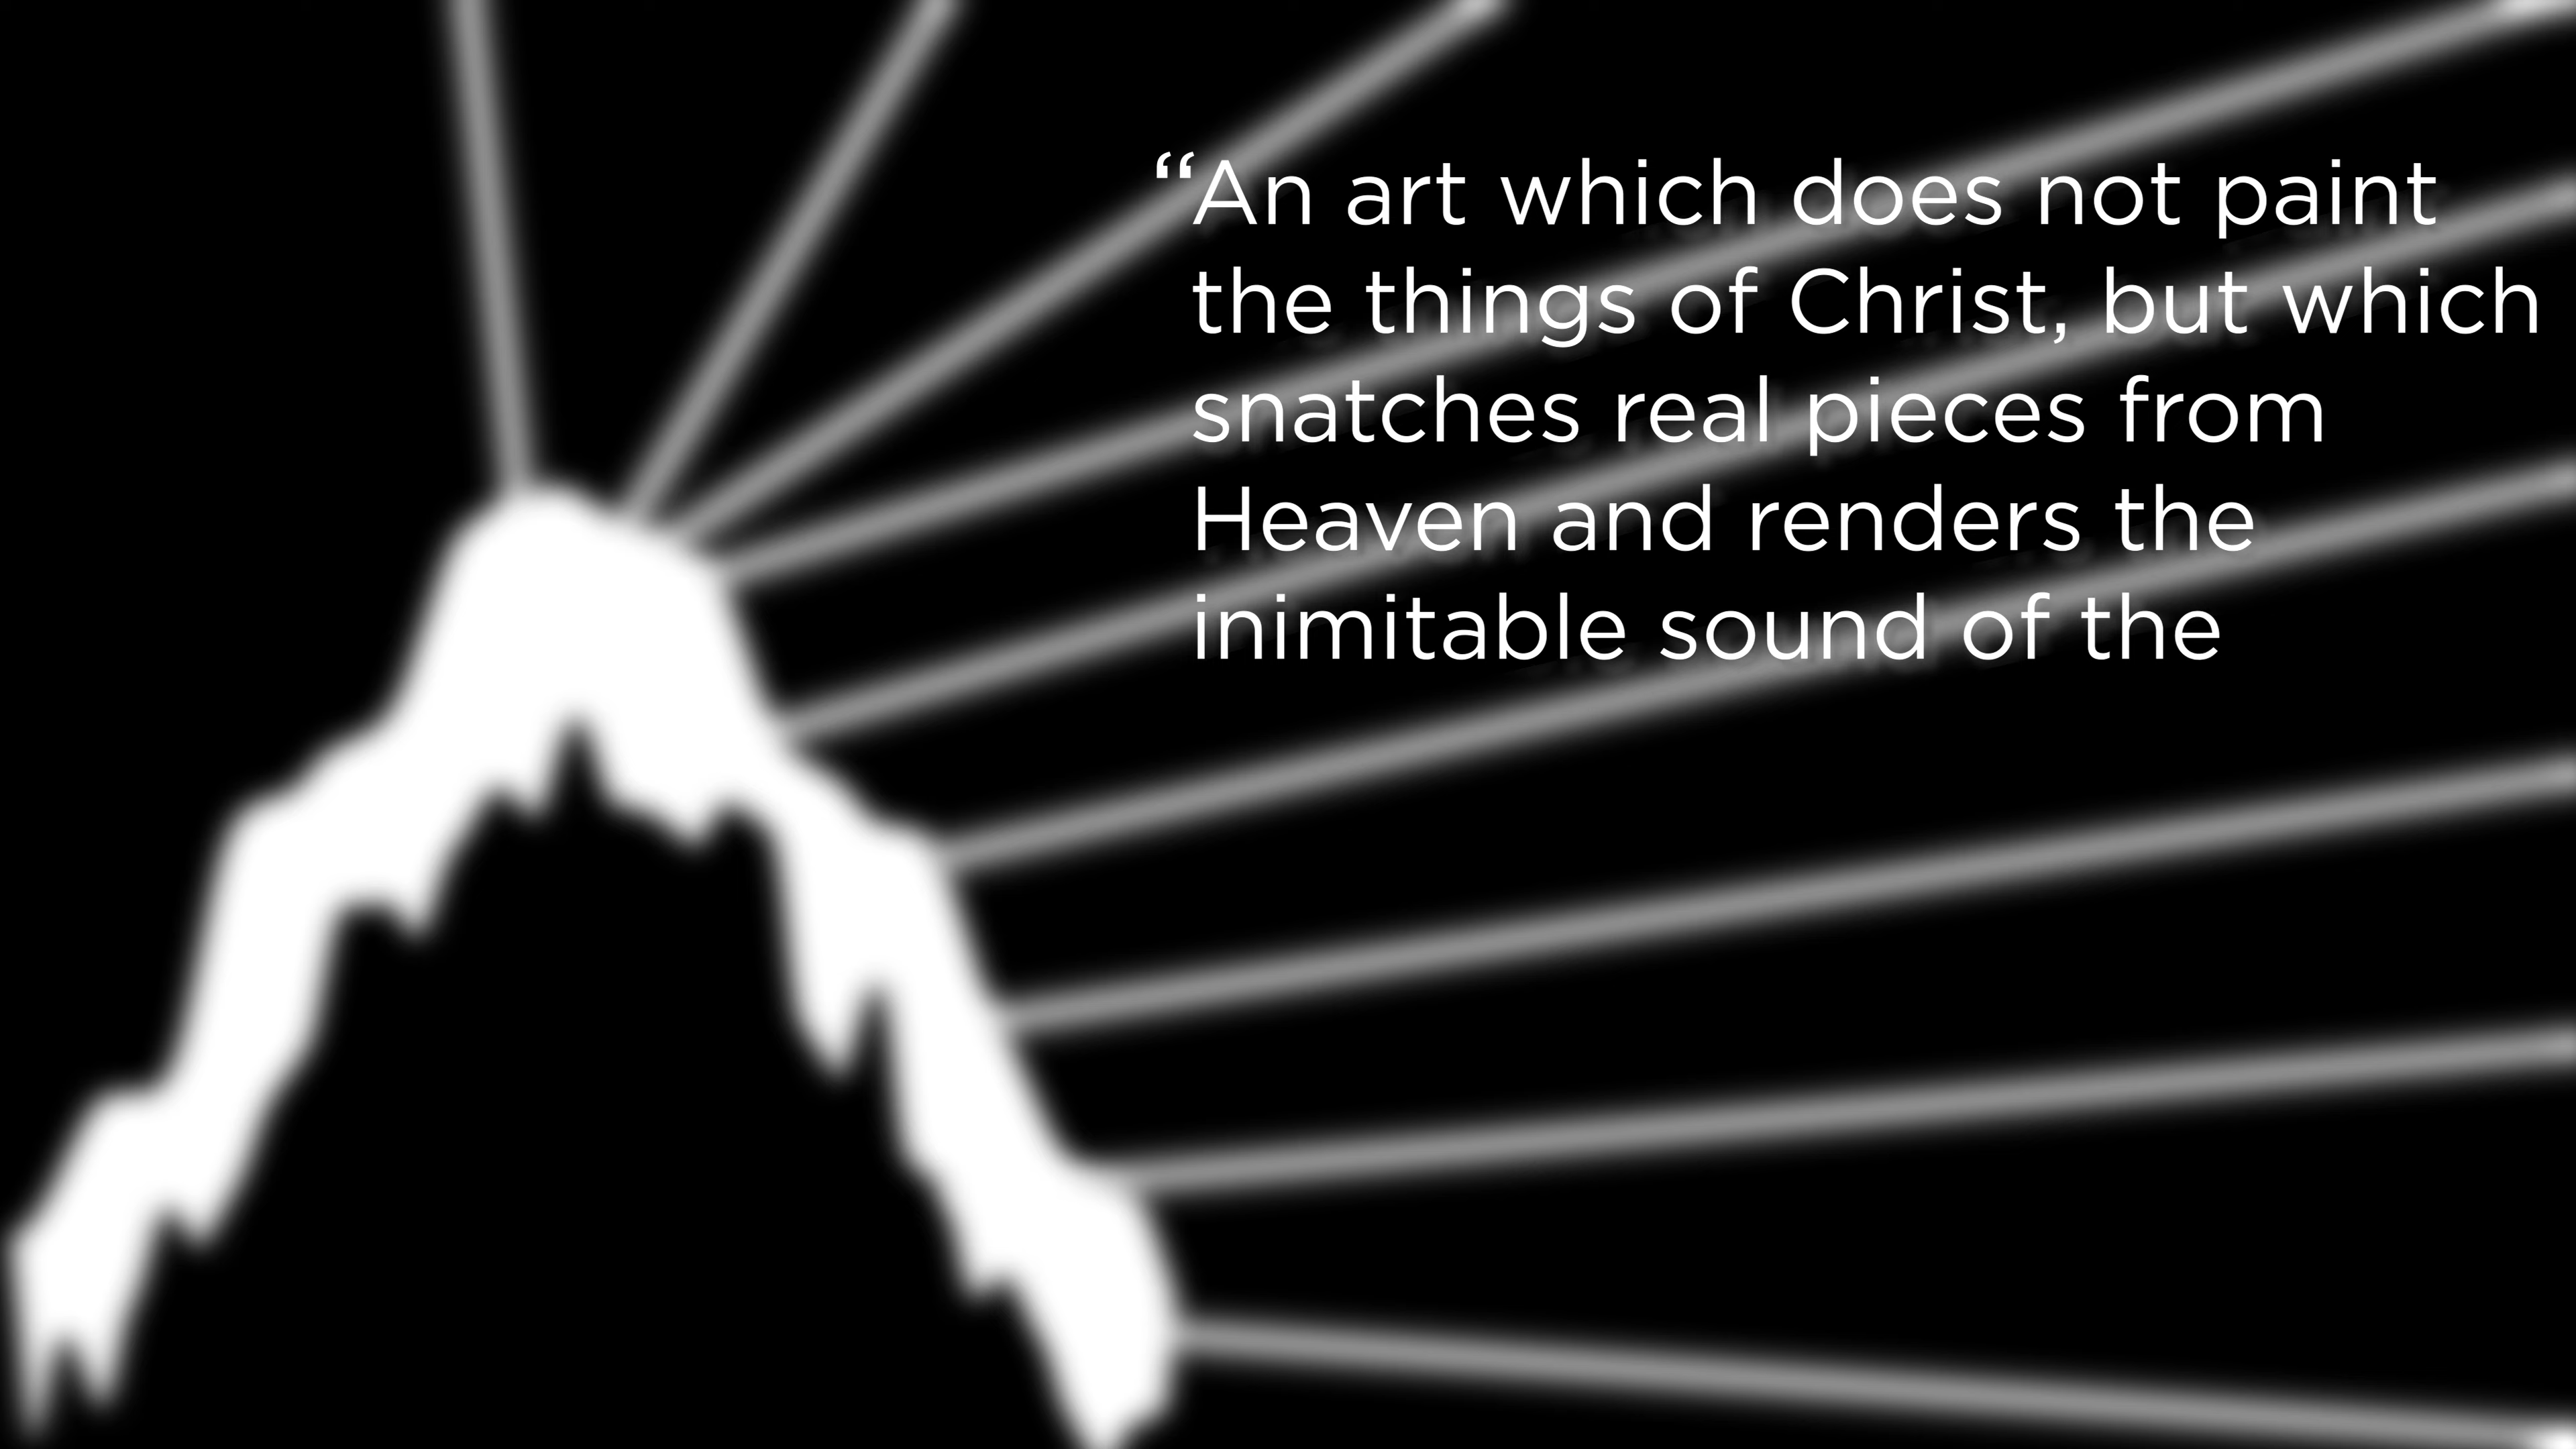 “An art which does not paint
the things of Christ, but which
snatches real pieces from
Heaven and renders the
inimitable sound of the